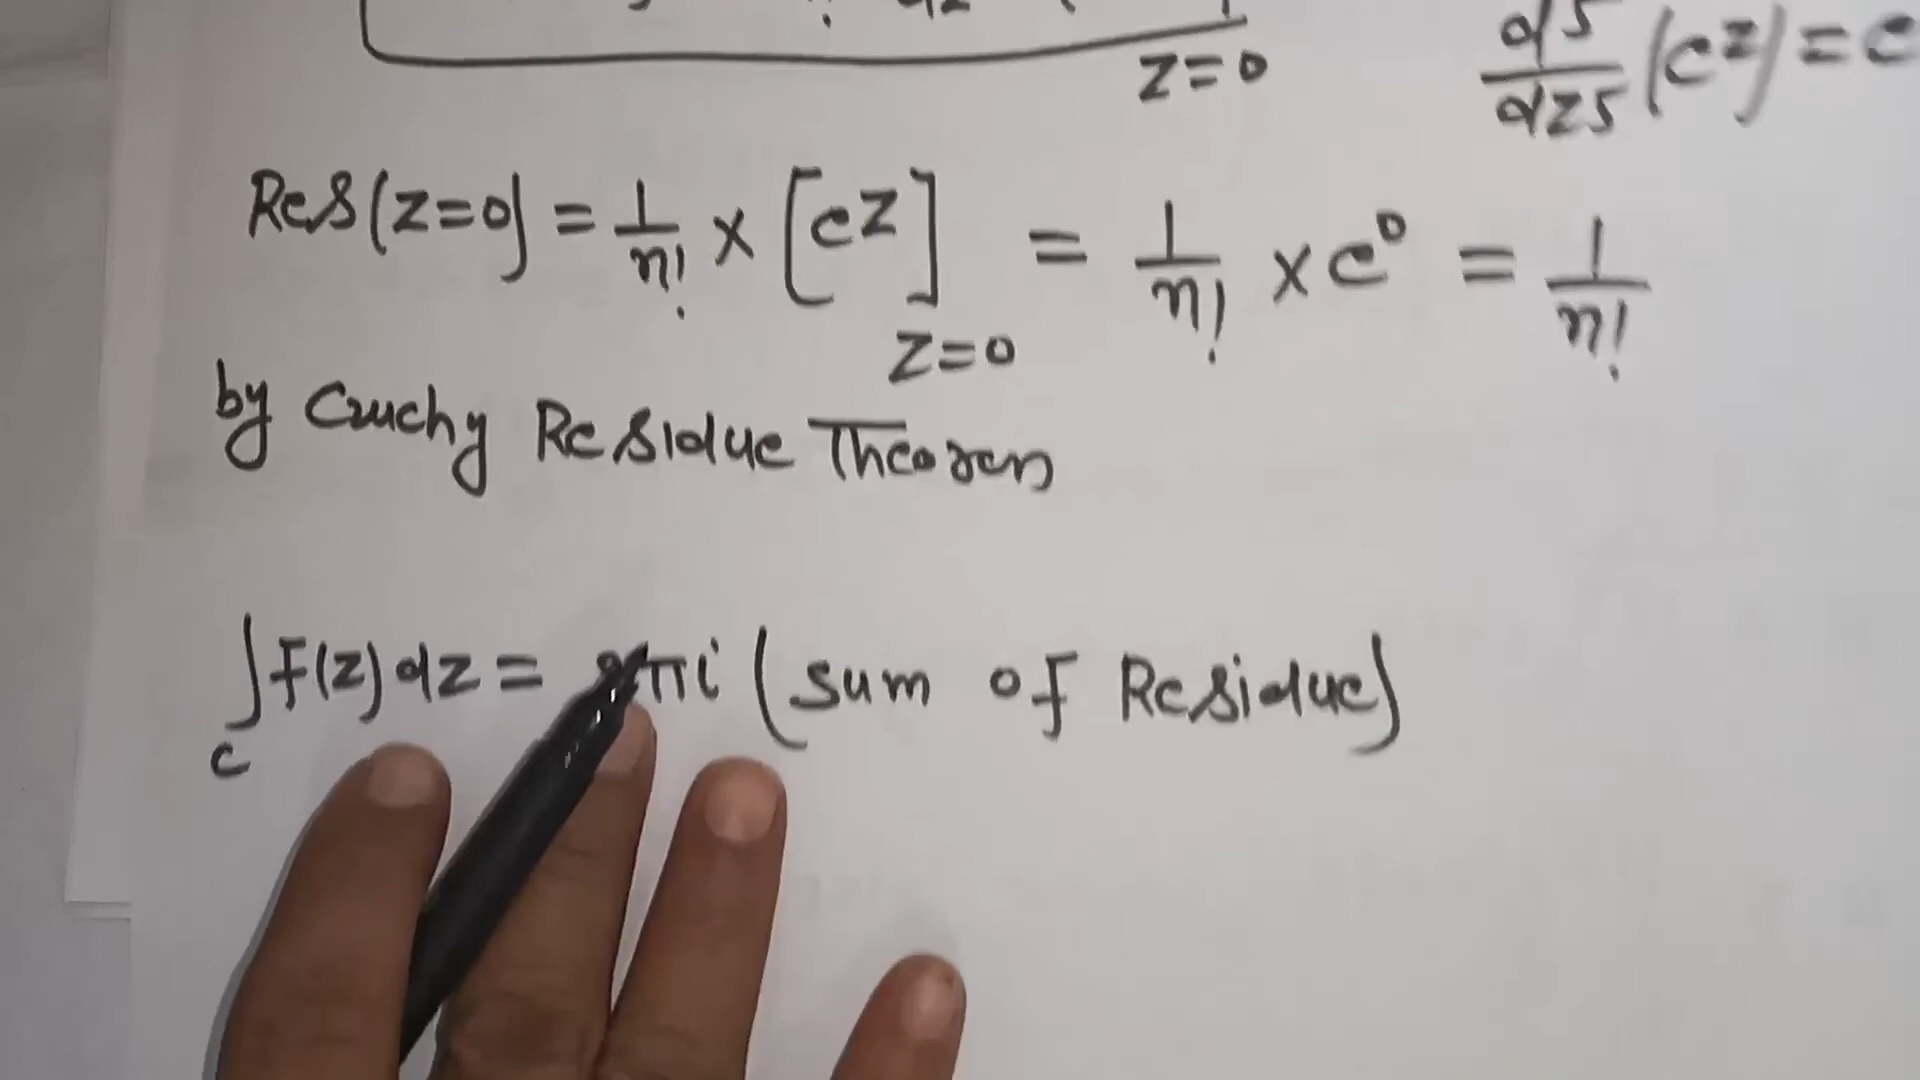 z=0
d5/dz5 (ez) = e
Res(z=0) = 1/n! × [ez] z=0 = 1/n! × e0 = 1/n!
by Cauchy Residue Theorem
∫c F(z) dz = 2πi (sum of Residue)